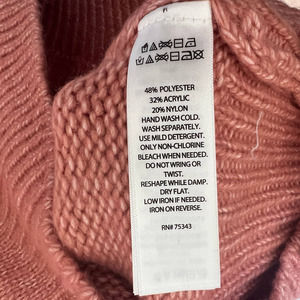 48% POLYESTER
32% ACRYLIC
20% NYLON
HAND WASH COLD.
WASH SEPARATELY.
USE MILD DETERGENT.
ONLY NON-CHLORINE
BLEACH WHEN NEEDED.
DO NOT WRING OR
TWIST.
RESHAPE WHILE DAMP.
DRY FLAT.
LOW IRON IF NEEDED.
IRON ON REVERSE.
RN# 75343